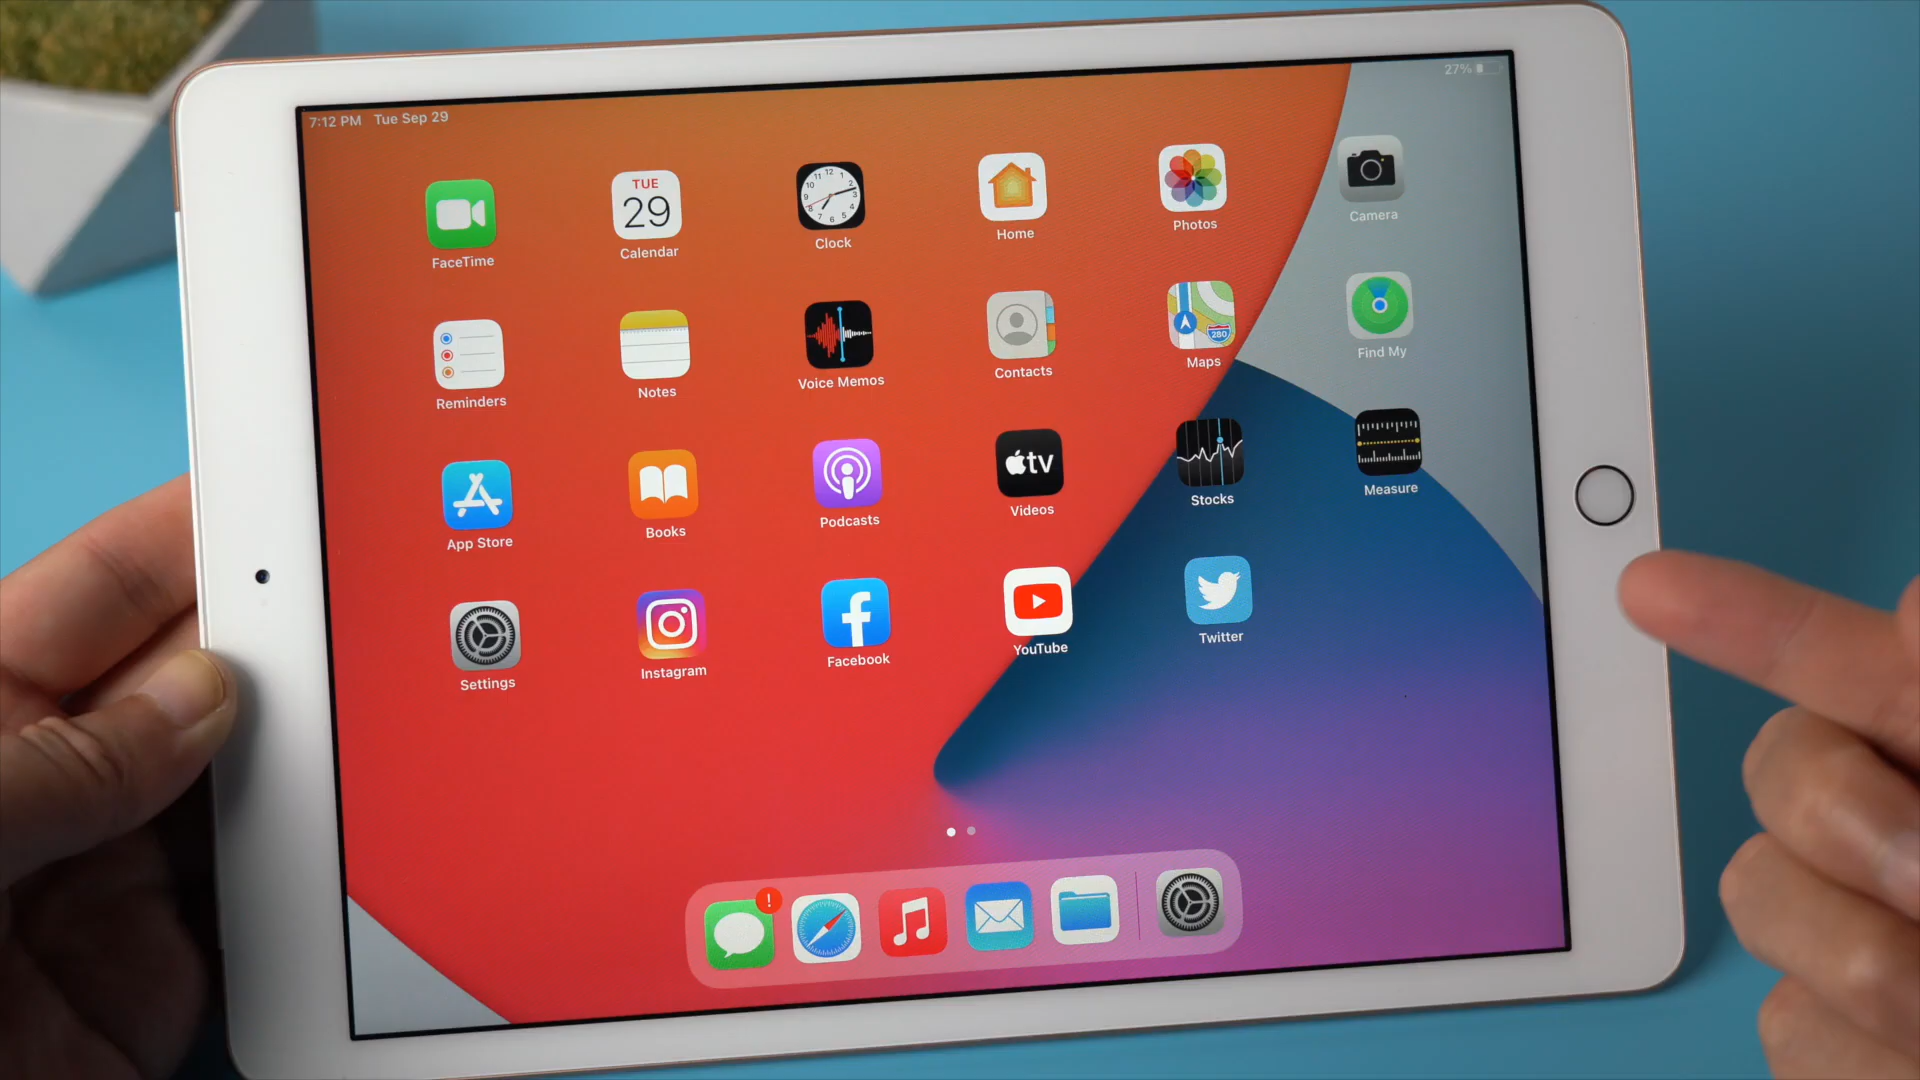 7:12 PM Tue Sep 29
27%
FaceTime
TUE
29
Calendar
Clock
Home
Photos
Camera
Reminders
Notes
Voice Memos
Contacts
280
Maps
Find My
App Store
Books
Podcasts
tv
Videos
Stocks
Measure
Settings
Instagram
f
Facebook
YouTube
Twitter
!